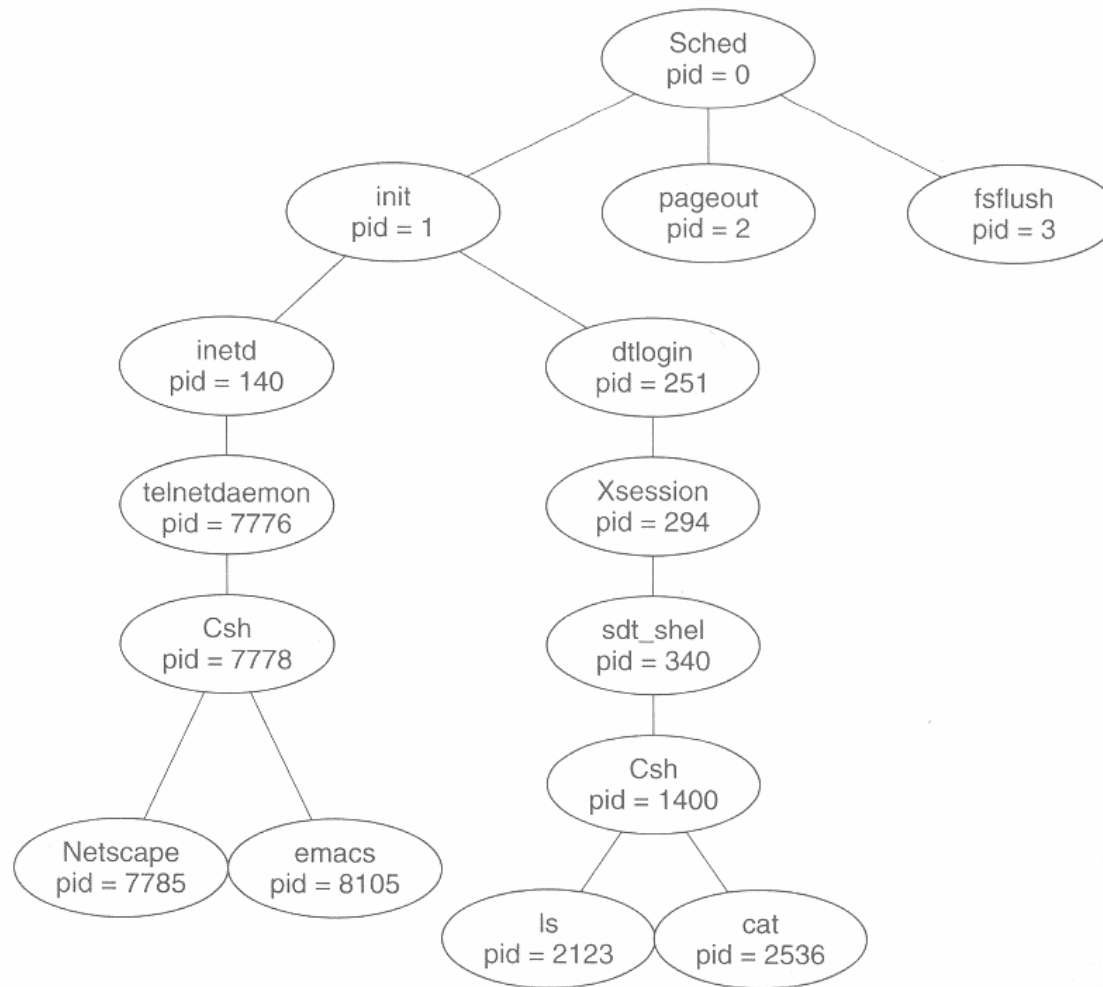 Sched
pid = 0
init
pid = 1
pageout
pid = 2
fsflush
pid = 3
inetd
pid = 140
dtlogin
pid = 251
telnetdaemon
pid = 7776
Xsession
pid = 294
Csh
pid = 7778
sdt_shel
pid = 340
Csh
pid = 1400
Netscape
pid = 7785
emacs
pid = 8105
ls
pid = 2123
cat
pid = 2536